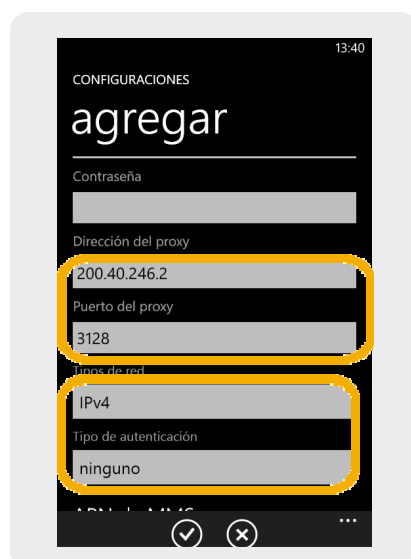 13:40
CONFIGURACIONES
agregar
Contraseña
Dirección del proxy
200.40.246.2
Puerto del proxy
3128
Tipos de red
IPv4
Tipo de autenticación
ninguno